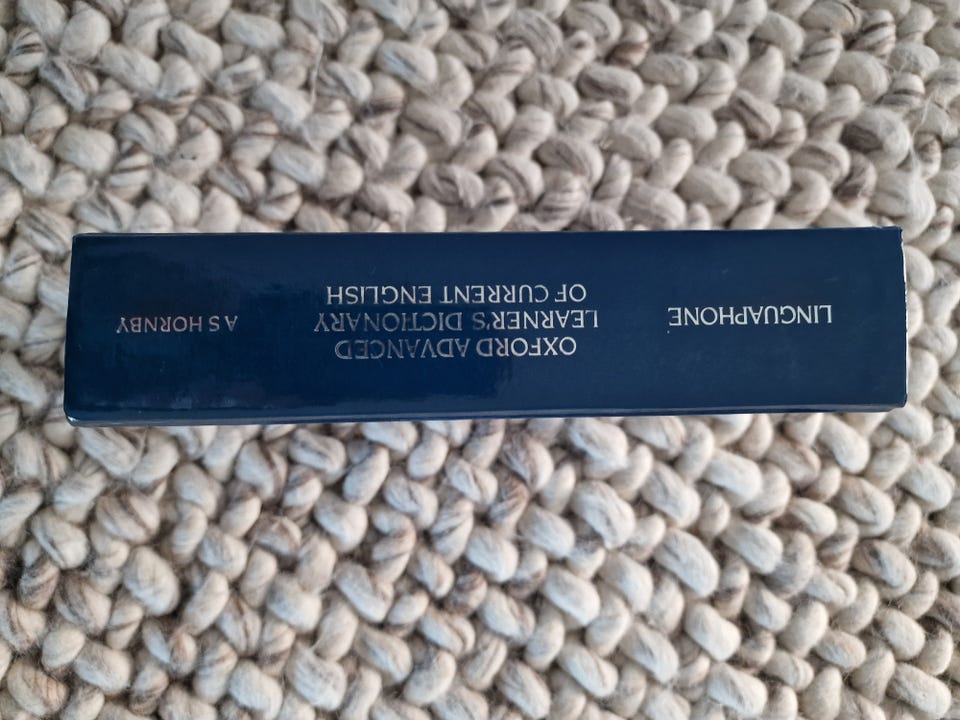 LINGUAPHONE
OXFORD ADVANCED
LEARNER'S DICTIONARY
OF CURRENT ENGLISH
A S HORNBY